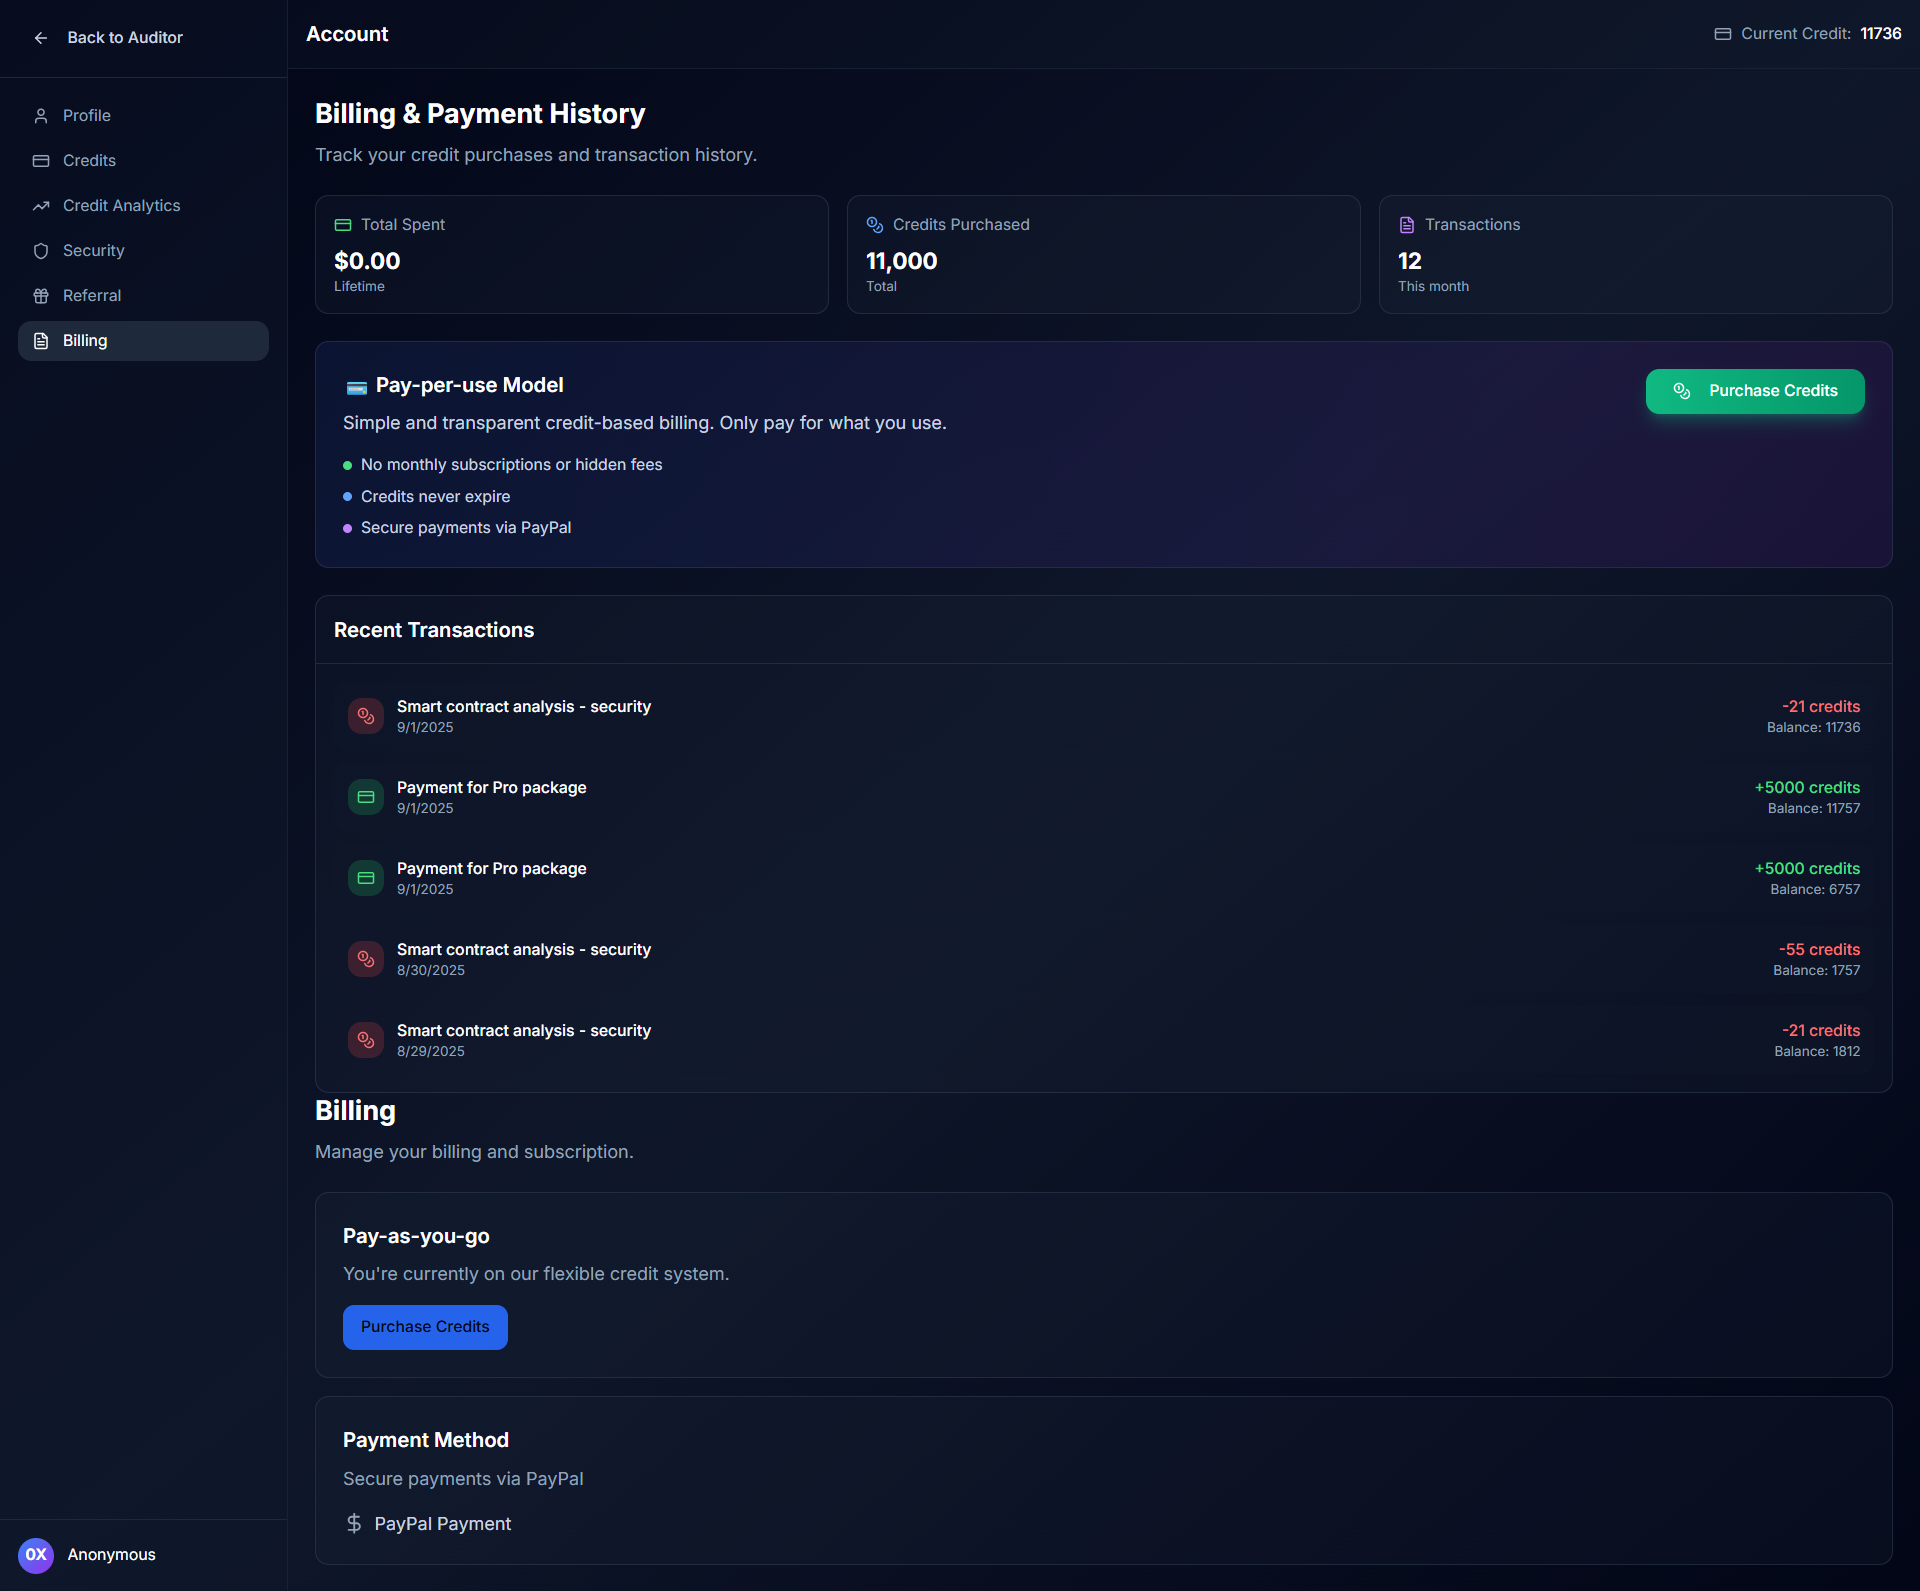 Back to Auditor
Profile
Credits
Credit Analytics
Security
Referral
Billing
0X
Anonymous
Account
Current Credit: 11736
Billing & Payment History
Track your credit purchases and transaction history.
Total Spent
$0.00
Lifetime
Credits Purchased
11,000
Total
Transactions
12
This month
Pay-per-use Model
Simple and transparent credit-based billing. Only pay for what you use.
No monthly subscriptions or hidden fees
Credits never expire
Secure payments via PayPal
Purchase Credits
Recent Transactions
Smart contract analysis - security
9/1/2025
-21 credits
Balance: 11736
Payment for Pro package
9/1/2025
+5000 credits
Balance: 11757
Payment for Pro package
9/1/2025
+5000 credits
Balance: 6757
Smart contract analysis - security
8/30/2025
-55 credits
Balance: 1757
Smart contract analysis - security
8/29/2025
-21 credits
Balance: 1812
Billing
Manage your billing and subscription.
Pay-as-you-go
You're currently on our flexible credit system.
Purchase Credits
Payment Method
Secure payments via PayPal
PayPal Payment